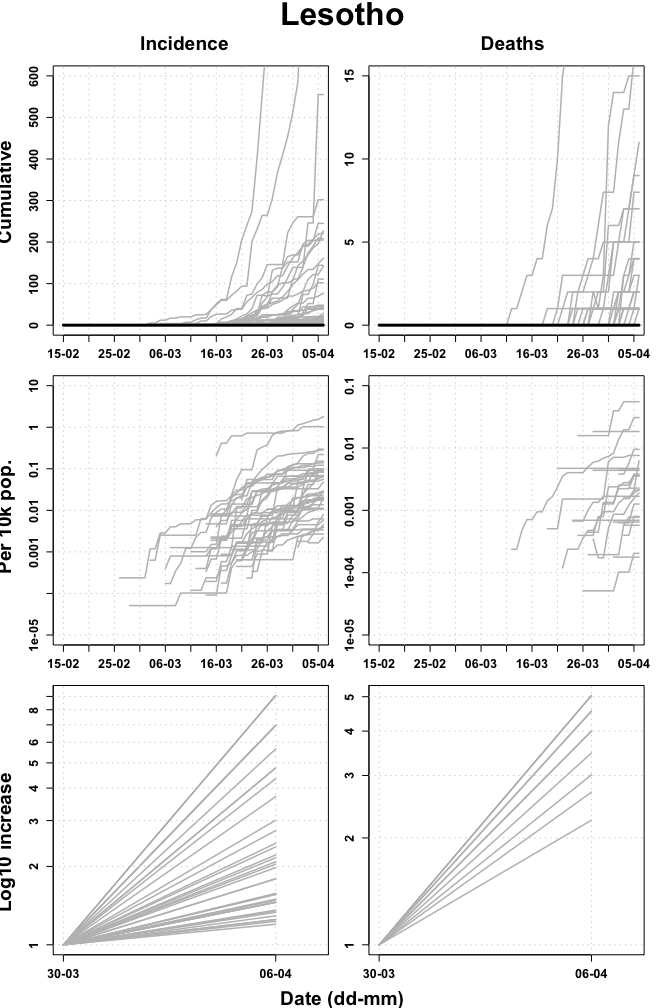 Lesotho
Incidence Deaths
Cumulative
0 100 200 300 400 500 600
15-02 25-02 06-03 16-03 26-03 05-04
0 5 10 15
15-02 25-02 06-03 16-03 26-03 05-04
Per 10k pop.
1e-05 0.001 0.01 0.1 1 10
15-02 25-02 06-03 16-03 26-03 05-04
1e-05 1e-04 0.001 0.01 0.1
15-02 25-02 06-03 16-03 26-03 05-04
Log10 increase
1 2 3 4 5 6 8
30-03 06-04
1 2 3 4 5
30-03 06-04
Date (dd-mm)